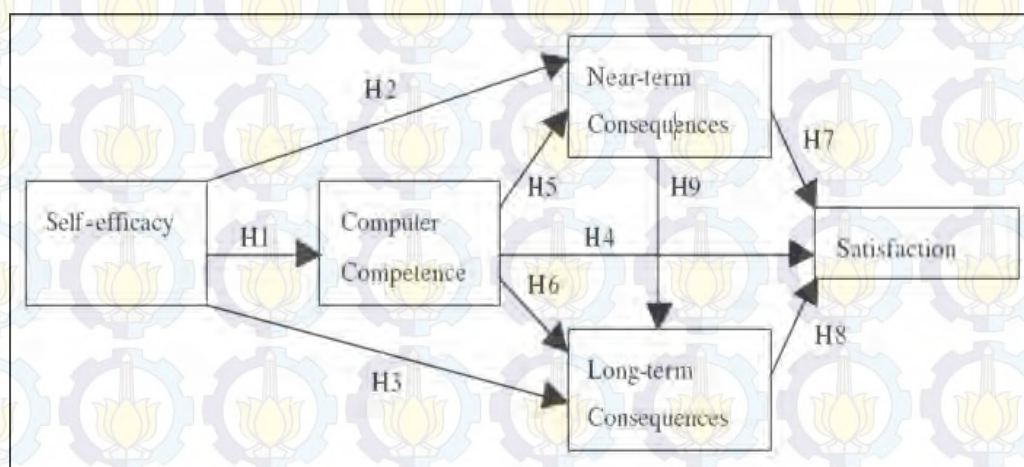 Near-term
Consequences
H2
H7
H5
H9
Self-efficacy
H1
Computer
Competence
H4
Satisfaction
H6
H3
Long-term
Consequences
H8